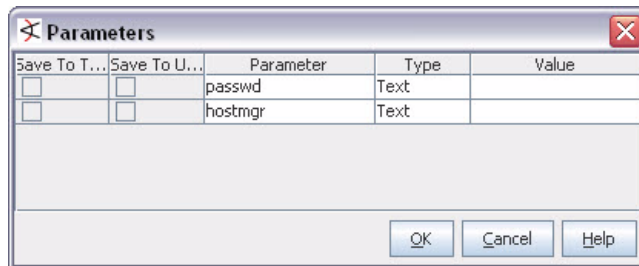 Parameters
Save To T... Save To U... Parameter Type Value
passwd Text
hostmgr Text
OK Cancel Help